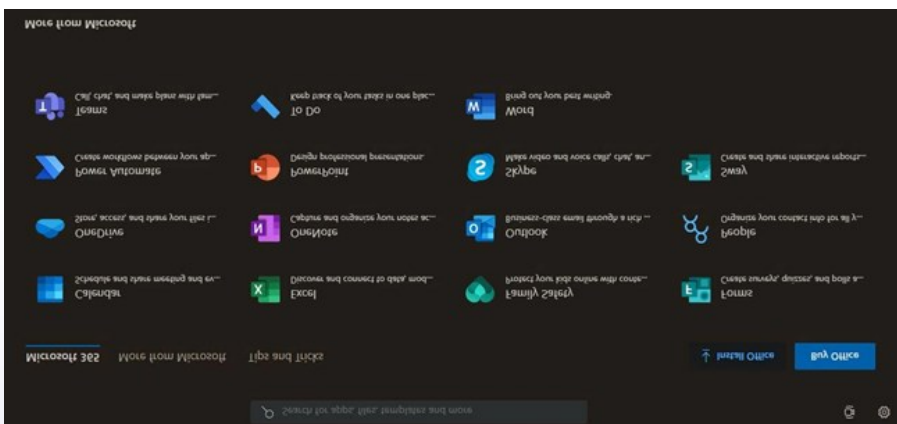 Search for apps, files, templates and more
Microsoft 365 More from Microsoft Tips and Tricks Install Office Buy Office
Calendar
Schedule and share meeting and ev...
Excel
Discover and connect to data, mod...
Family Safety
Protect your kids online with conte...
Forms
Create surveys, quizzes, and polls a...
OneDrive
Store, access, and share your files i...
OneNote
Capture and organize your notes ac...
Outlook
Business-class email through a rich ...
People
Organize your contact info for all y...
Power Automate
Create workflows between your ap...
PowerPoint
Design professional presentations.
Skype
Make video and voice calls, chat, an...
Sway
Create and share interactive reports...
Teams
Call, chat, and make plans with fam...
To Do
Keep track of your tasks in one plac...
Word
Bring out your best writing.
More from Microsoft